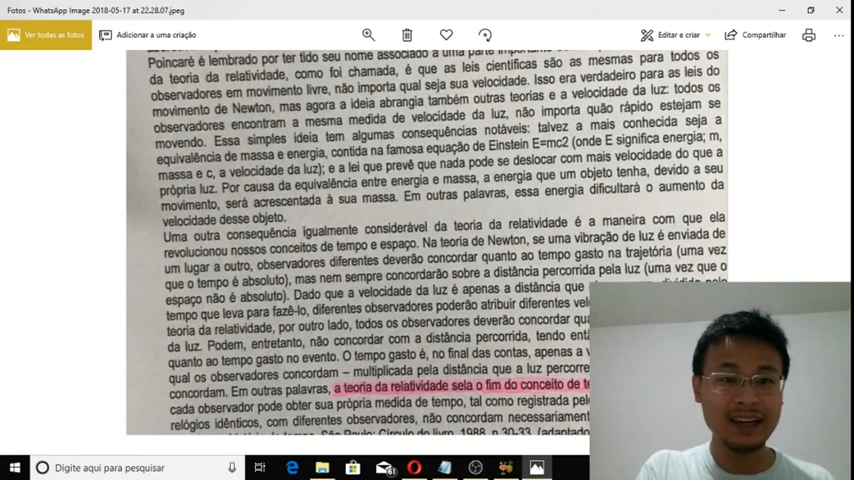 Fotos - WhatsApp Image 2018-05-17 at 22.28.07.jpeg
Ver todas as fotos
Adicionar a uma criação
Editar e criar
Compartilhar
Poincaré é lembrado por ter tido seu nome associado a uma parte
da teoria da relatividade, como foi chamada, é que as leis científicas são as mesmas para todos os
observadores em movimento livre, não importa qual seja sua velocidade. Isso era verdadeiro para as leis do
movimento de Newton, mas agora a ideia abrangia também outras teorias e a velocidade da luz: todos os
observadores encontram a mesma medida de velocidade da luz, não importa quão rápido estejam se
movendo. Essa simples ideia tem algumas consequências notáveis: talvez a mais conhecida seja a
equivalência de massa e energia, contida na famosa equação de Einstein E=mc2 (onde E significa energia; m,
massa e c, a velocidade da luz); e a lei que prevê que nada pode se deslocar com mais velocidade do que a
própria luz. Por causa da equivalência entre energia e massa, a energia que um objeto tenha, devido a seu
movimento, será acrescentada à sua massa. Em outras palavras, essa energia dificultará o aumento da
velocidade desse objeto.
Uma outra consequência igualmente considerável da teoria da relatividade é a maneira com que ela
revolucionou nossos conceitos de tempo e espaço. Na teoria de Newton, se uma vibração de luz é enviada de
um lugar a outro, observadores diferentes deverão concordar quanto ao tempo gasto na trajetória (uma vez
que o tempo é absoluto), mas nem sempre concordarão sobre a distância percorrida pela luz (uma vez que o
espaço não é absoluto). Dado que a velocidade da luz é apenas a distância que
tempo que leva para fazê-lo, diferentes observadores poderão atribuir diferentes vel
teoria da relatividade, por outro lado, todos os observadores deverão concordar qua
da luz. Podem, entretanto, não concordar com a distância percorrida, tendo entã
quanto ao tempo gasto no evento. O tempo gasto é, no final das contas, apenas a v
qual os observadores concordam – multiplicada pela distância que a luz percorre
concordam. Em outras palavras, a teoria da relatividade sela o fim do conceito de te
cada observador pode obter sua própria medida de tempo, tal como registrada pel
relógios idênticos, com diferentes observadores, não concordam necessariament
São Paulo: Círculo do livro, 1988, p.30-33. (adaptado
Digite aqui para pesquisar
61